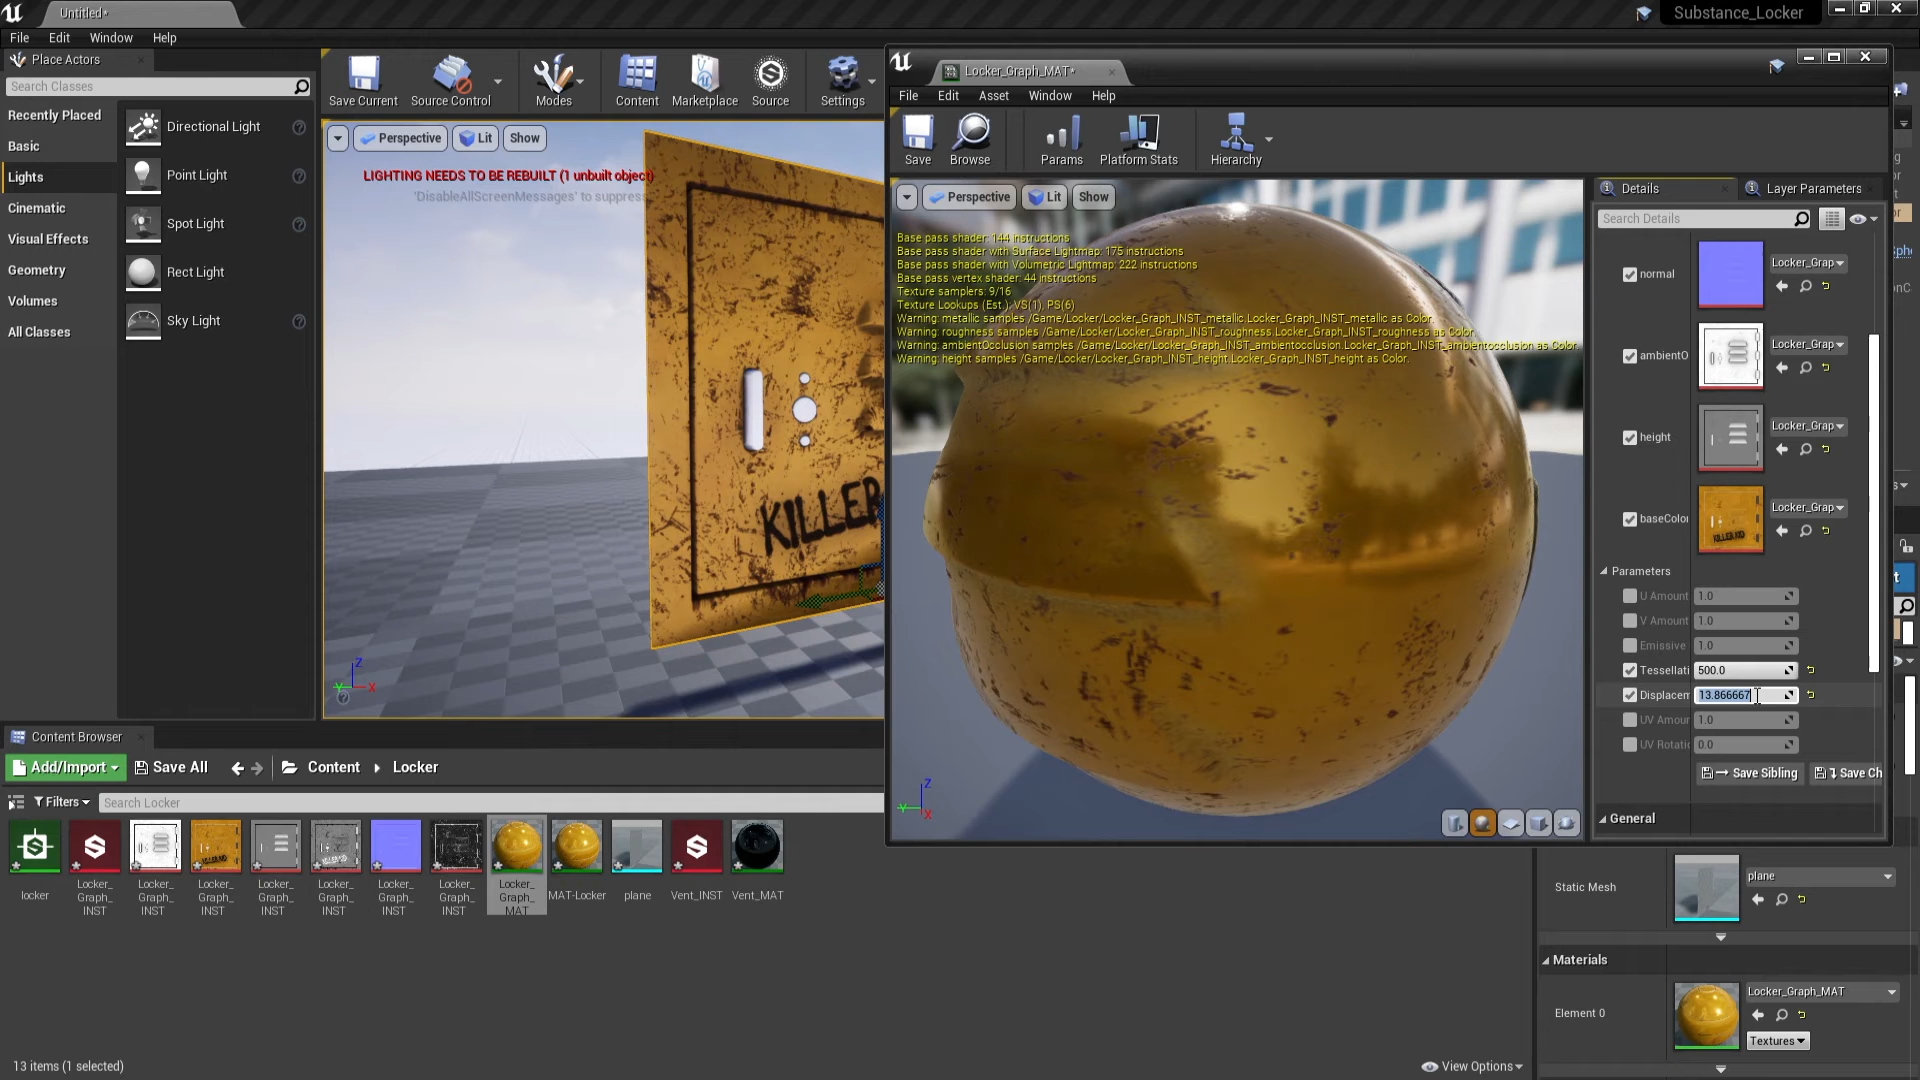 Untitled*
Substance_Locker
File Edit Window Help
Place Actors
Search Classes
Recently Placed
Basic
Lights
Cinematic
Visual Effects
Geometry
Volumes
All Classes
Directional Light
Point Light
Spot Light
Rect Light
Sky Light
Save Current
Source Control
Modes
Content
Marketplace
Source
Settings
Perspective
Lit
Show
LIGHTING NEEDS TO BE REBUILT (1 unbuilt object)
'DisableAllScreenMessages' to suppress
KILLER
Z
X
Y
Locker_Graph_MAT*
File Edit Asset Window Help
Save
Browse
Params
Platform Stats
Hierarchy
Perspective
Lit
Show
Base pass shader: 144 instructions
Base pass shader with Surface Lightmap: 175 instructions
Base pass shader with Volumetric Lightmap: 222 instructions
Base pass vertex shader: 44 instructions
Texture samplers: 9/16
Texture Lookups (Est.): VS(1), PS(6)
Warning: metallic samples /Game/Locker/Locker_Graph_INST_metallic.Locker_Graph_INST_metallic as Color.
Warning: roughness samples /Game/Locker/Locker_Graph_INST_roughness.Locker_Graph_INST_roughness as Color.
Warning: ambientOcclusion samples /Game/Locker/Locker_Graph_INST_ambientocclusion.Locker_Graph_INST_ambientocclusion as Color.
Warning: height samples /Game/Locker/Locker_Graph_INST_height.Locker_Graph_INST_height as Color.
Z
Y
X
Details
Layer Parameters
Search Details
normal
Locker_Grap
ambientO
Locker_Grap
height
Locker_Grap
baseColor
Locker_Grap
Parameters
U Amount 1.0
V Amount 1.0
Emissive 1.0
Tessellati 500.0
Displacem 13.866667
UV Amour 1.0
UV Rotatic 0.0
Save Sibling
Save Ch
General
Content Browser
Add/Import
Save All
Content
Locker
Filters
Search Locker
locker
Locker_Graph_INST
Locker_Graph_INST
Locker_Graph_INST
Locker_Graph_INST
Locker_Graph_INST
Locker_Graph_INST
Locker_Graph_INST
Locker_Graph_MAT
MAT-Locker
plane
Vent_INST
Vent_MAT
13 items (1 selected)
View Options
Static Mesh
plane
Materials
Element 0
Locker_Graph_MAT
Textures